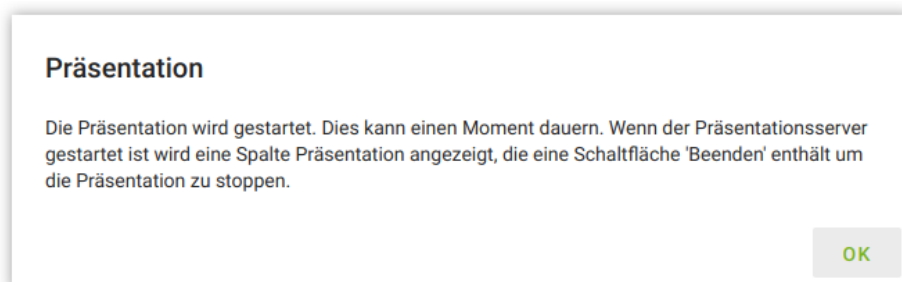 Präsentation
Die Präsentation wird gestartet. Dies kann einen Moment dauern. Wenn der Präsentationsserver
gestartet ist wird eine Spalte Präsentation angezeigt, die eine Schaltfläche 'Beenden' enthält um
die Präsentation zu stoppen.
OK